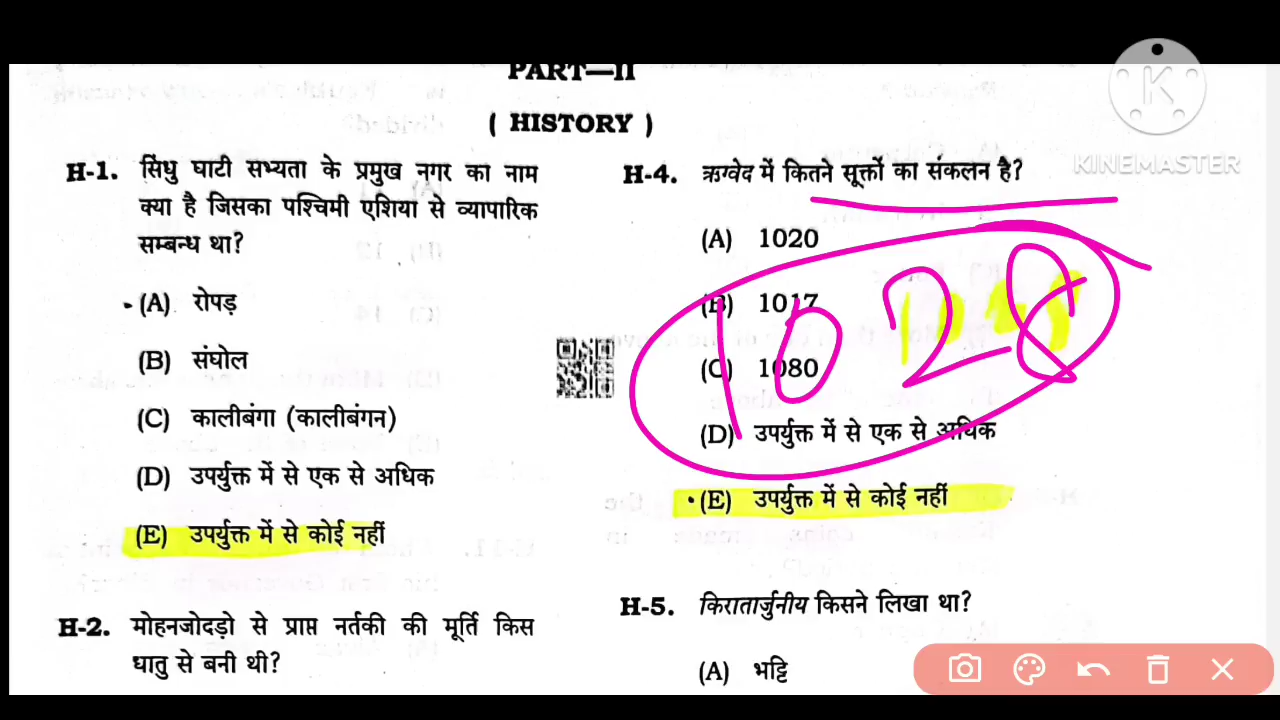 PART—II
( HISTORY )
KINEMASTER
H-1. सिंधु घाटी सभ्यता के प्रमुख नगर का नाम
क्या है जिसका पश्चिमी एशिया से व्यापारिक
सम्बन्ध था?
(A) रोपड़
(B) संघोल
(C) कालीबंगा (कालीबंगन)
(D) उपर्युक्त में से एक से अधिक
(E) उपर्युक्त में से कोई नहीं
H-2. मोहनजोदड़ो से प्राप्त नर्तकी की मूर्ति किस
धातु से बनी थी?
H-4. ऋग्वेद में कितने सूक्तों का संकलन है?
(A) 1020
(B) 1017
(C) 1080
(D) उपर्युक्त में से एक से अधिक
(E) उपर्युक्त में से कोई नहीं
1028
H-5. किरातार्जुनीय किसने लिखा था?
(A) भट्टि